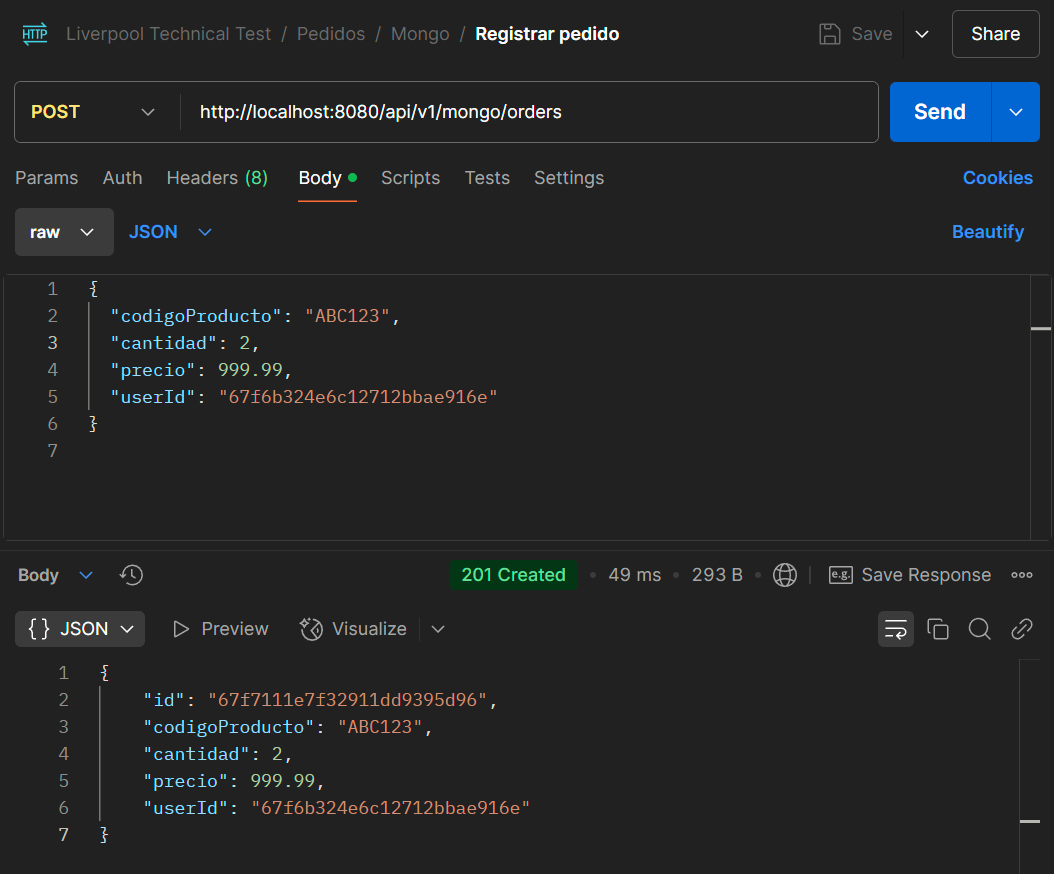 HTTP Liverpool Technical Test / Pedidos / Mongo / Registrar pedido Save Share
POST http://localhost:8080/api/v1/mongo/orders Send
Params Auth Headers (8) Body Scripts Tests Settings Cookies
raw JSON Beautify
1 {
2 "codigoProducto": "ABC123",
3 "cantidad": 2,
4 "precio": 999.99,
5 "userId": "67f6b324e6c12712bbae916e"
6 }
7
Body 201 Created 49 ms 293 B e.g. Save Response
{} JSON Preview Visualize
1 {
2 "id": "67f7111e7f32911dd9395d96",
3 "codigoProducto": "ABC123",
4 "cantidad": 2,
5 "precio": 999.99,
6 "userId": "67f6b324e6c12712bbae916e"
7 }